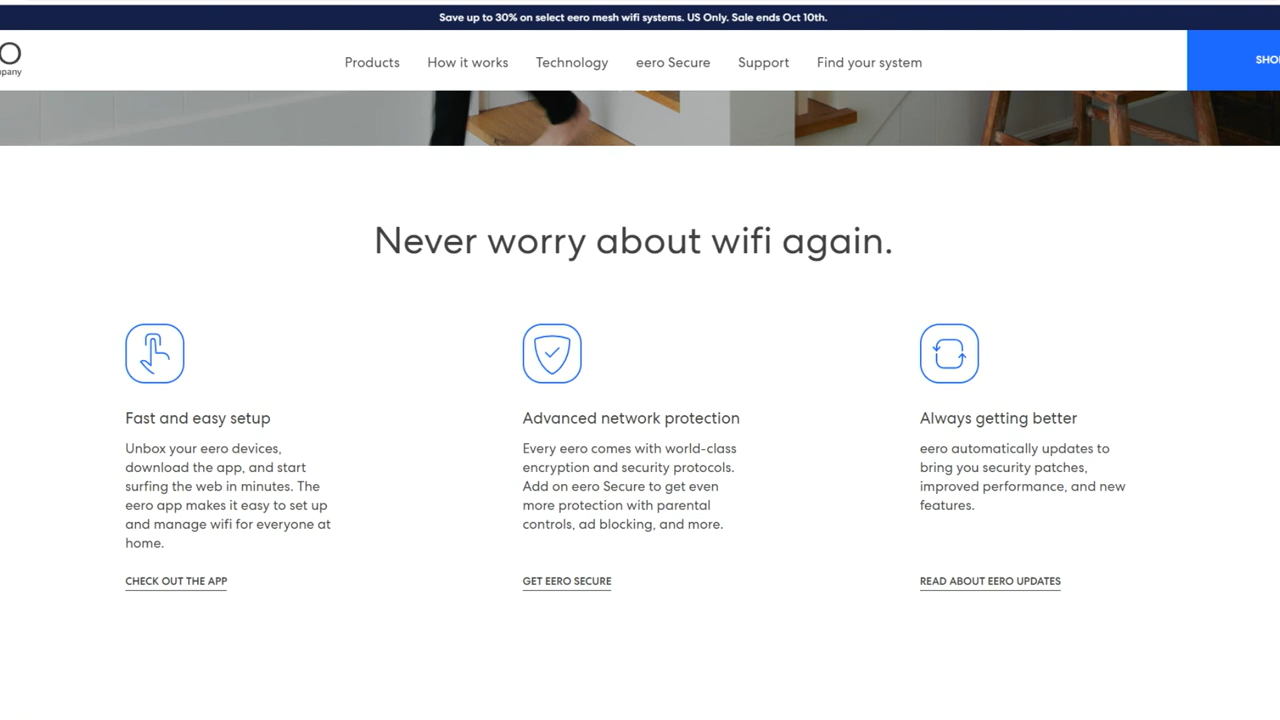 Save up to 30% on select eero mesh wifi systems. US Only. Sale ends Oct 10th.
Products How it works Technology eero Secure Support Find your system
Never worry about wifi again.
Fast and easy setup
Unbox your eero devices,
download the app, and start
surfing the web in minutes. The
eero app makes it easy to set up
and manage wifi for everyone at
home.
CHECK OUT THE APP
Advanced network protection
Every eero comes with world-class
encryption and security protocols.
Add on eero Secure to get even
more protection with parental
controls, ad blocking, and more.
GET EERO SECURE
Always getting better
eero automatically updates to
bring you security patches,
improved performance, and new
features.
READ ABOUT EERO UPDATES